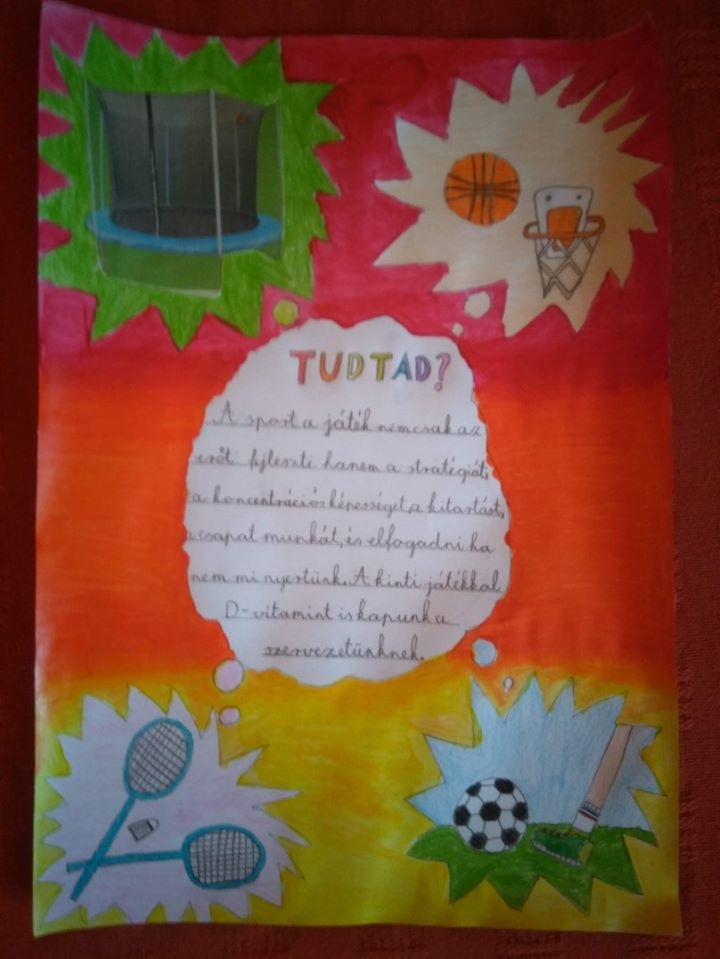 TUDTAD?
A sport a játék nemcsak az
erőt fejleszti hanem a stratégiát,
a koncentrációs képességet, a kitartást,
a csapat munkát, és elfogadni ha
nem mi nyertünk. A kinti játékkal
D-vitamint is kapunk a
szervezetünknek.